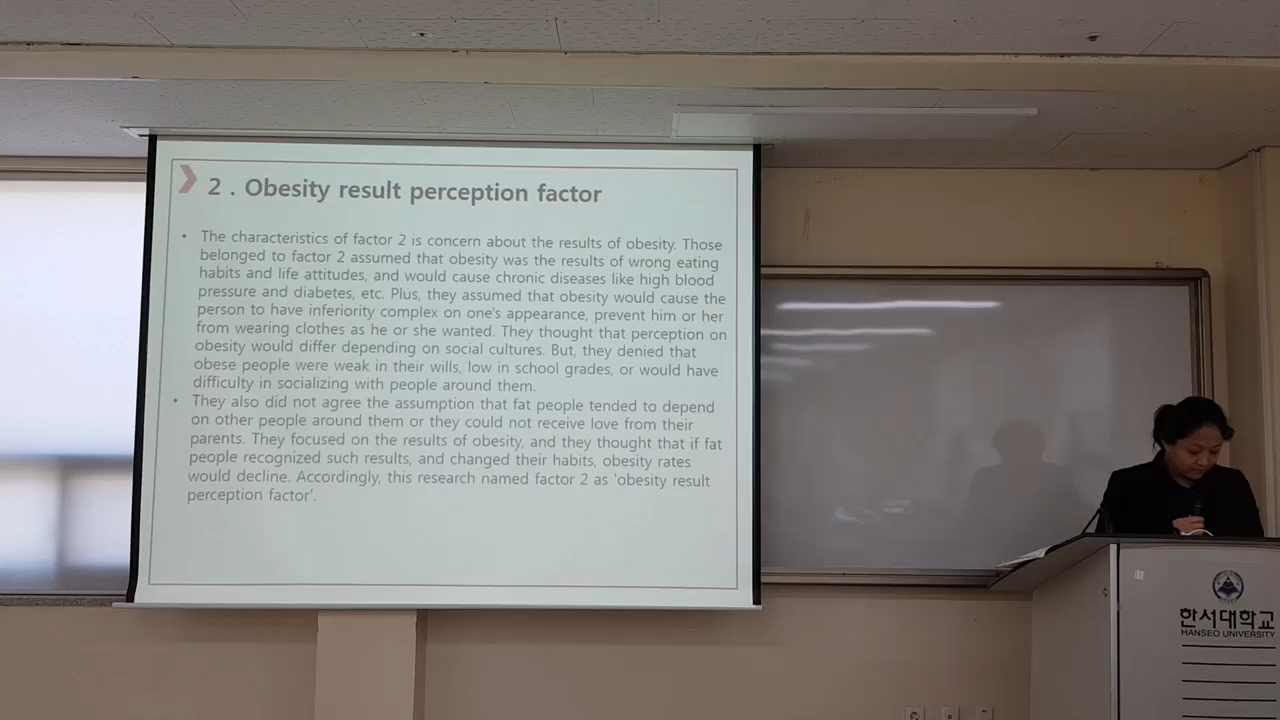 2 . Obesity result perception factor
• The characteristics of factor 2 is concern about the results of obesity. Those
belonged to factor 2 assumed that obesity was the results of wrong eating
habits and life attitudes, and would cause chronic diseases like high blood
pressure and diabetes, etc. Plus, they assumed that obesity would cause the
person to have inferiority complex on one's appearance, prevent him or her
from wearing clothes as he or she wanted. They thought that perception on
obesity would differ depending on social cultures. But, they denied that
obese people were weak in their wills, low in school grades, or would have
difficulty in socializing with people around them.
• They also did not agree the assumption that fat people tended to depend
on other people around them or they could not receive love from their
parents. They focused on the results of obesity, and they thought that if fat
people recognized such results, and changed their habits, obesity rates
would decline. Accordingly, this research named factor 2 as 'obesity result
perception factor'.
한서대학교
HANSEO UNIVERSITY